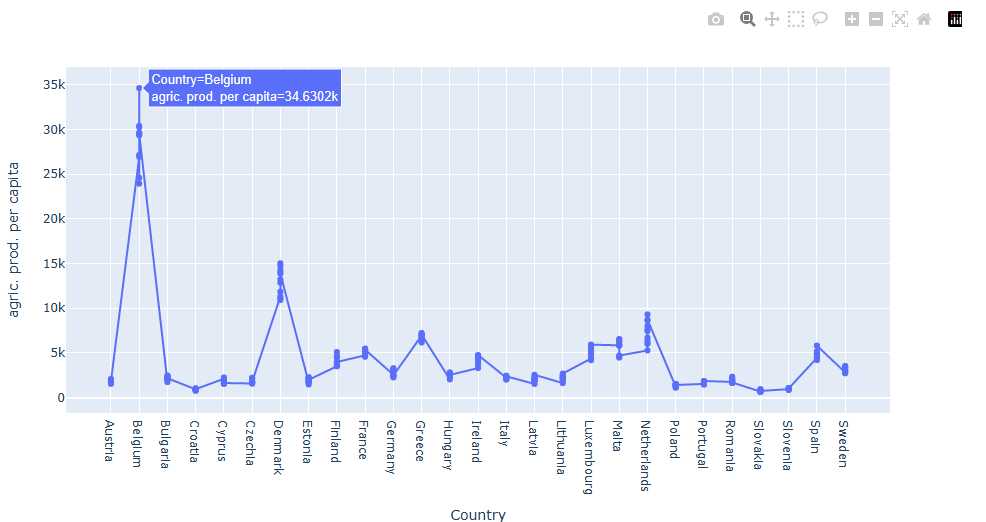 Country=Belgium
agric. prod. per capita=34.6302k
agric. prod. per capita
35k
30k
25k
20k
15k
10k
5k
0
Austria
Belgium
Bulgaria
Croatia
Cyprus
Czechia
Denmark
Estonia
Finland
France
Germany
Greece
Hungary
Ireland
Italy
Latvia
Lithuania
Luxembourg
Malta
Netherlands
Poland
Portugal
Romania
Slovakia
Slovenia
Spain
Sweden
Country